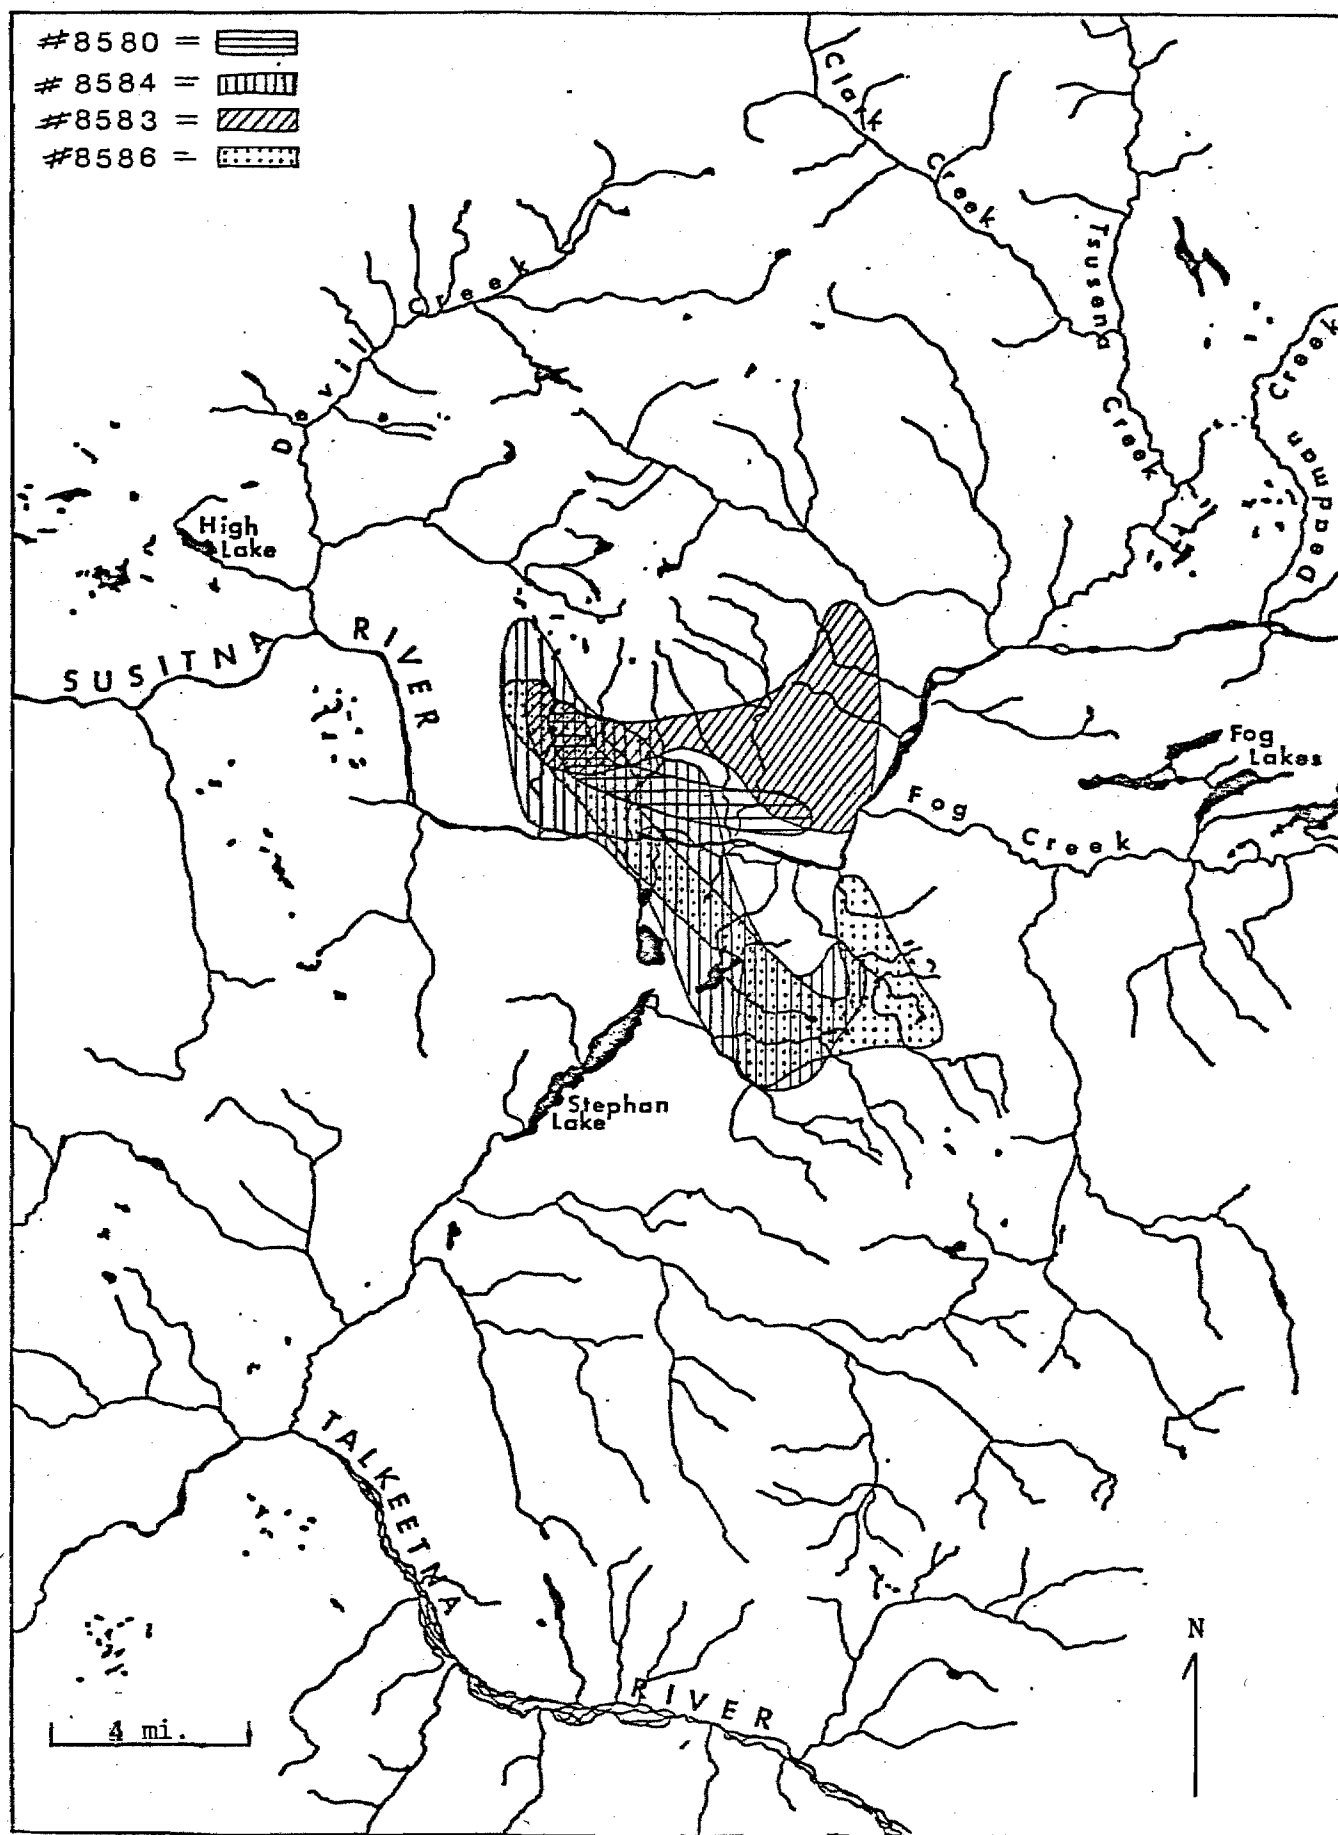 #8580 =
#8584 =
#8583 =
#8586 =
Clark
Creek
Tsusena
Creek
Devil
Creek
Creek
Deadman
High
Lake
SUSITNA
RIVER
Fog
Lakes
Fog
Creek
Stephan
Lake
TALKEETNA
RIVER
N
4 mi.